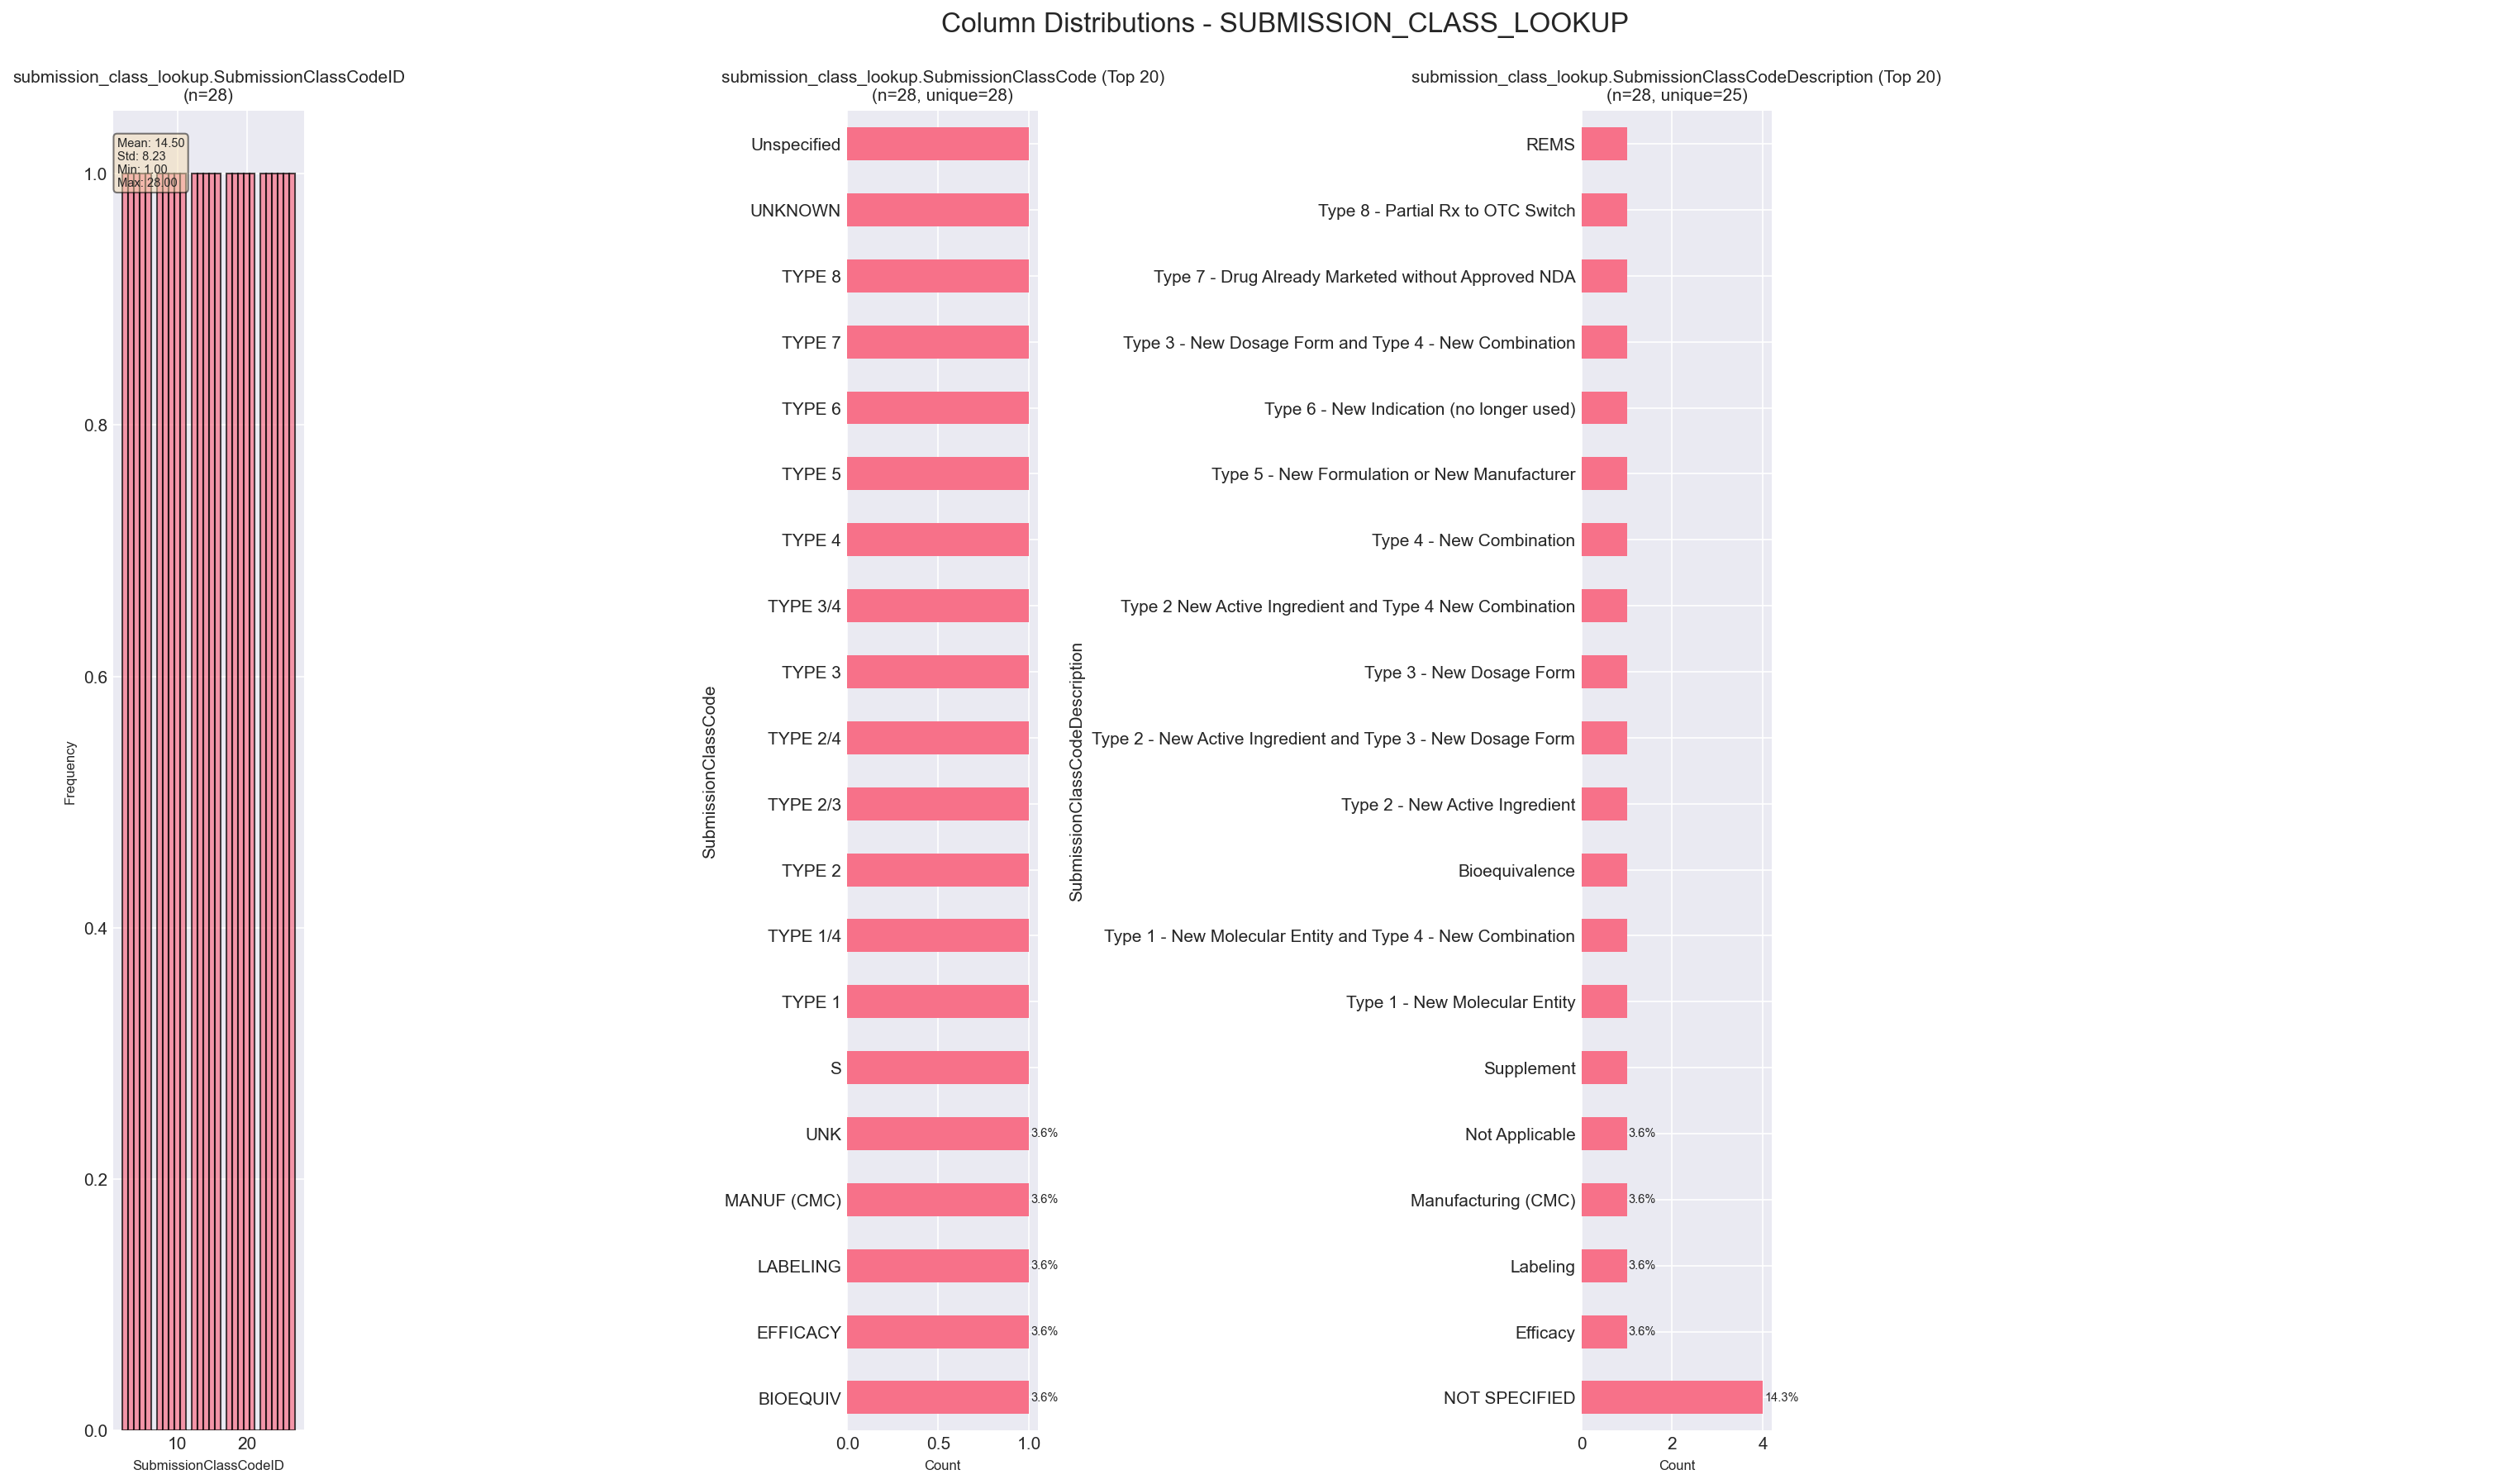 Column Distributions - SUBMISSION_CLASS_LOOKUP
submission_class_lookup.SubmissionClassCodeID
(n=28)
Mean: 14.50
Std: 8.23
Min: 1.00
Max: 28.00
1.0
0.8
0.6
0.4
0.2
0.0
Frequency
10
20
SubmissionClassCodeID
submission_class_lookup.SubmissionClassCode (Top 20)
(n=28, unique=28)
SubmissionClassCode
Unspecified
UNKNOWN
TYPE 8
TYPE 7
TYPE 6
TYPE 5
TYPE 4
TYPE 3/4
TYPE 3
TYPE 2/4
TYPE 2/3
TYPE 2
TYPE 1/4
TYPE 1
S
UNK 3.6%
MANUF (CMC) 3.6%
LABELING 3.6%
EFFICACY 3.6%
BIOEQUIV 3.6%
0.0
0.5
1.0
Count
submission_class_lookup.SubmissionClassCodeDescription (Top 20)
(n=28, unique=25)
SubmissionClassCodeDescription
REMS
Type 8 - Partial Rx to OTC Switch
Type 7 - Drug Already Marketed without Approved NDA
Type 3 - New Dosage Form and Type 4 - New Combination
Type 6 - New Indication (no longer used)
Type 5 - New Formulation or New Manufacturer
Type 4 - New Combination
Type 2 New Active Ingredient and Type 4 New Combination
Type 3 - New Dosage Form
Type 2 - New Active Ingredient and Type 3 - New Dosage Form
Type 2 - New Active Ingredient
Bioequivalence
Type 1 - New Molecular Entity and Type 4 - New Combination
Type 1 - New Molecular Entity
Supplement
Not Applicable 3.6%
Manufacturing (CMC) 3.6%
Labeling 3.6%
Efficacy 3.6%
NOT SPECIFIED 14.3%
0
2
4
Count